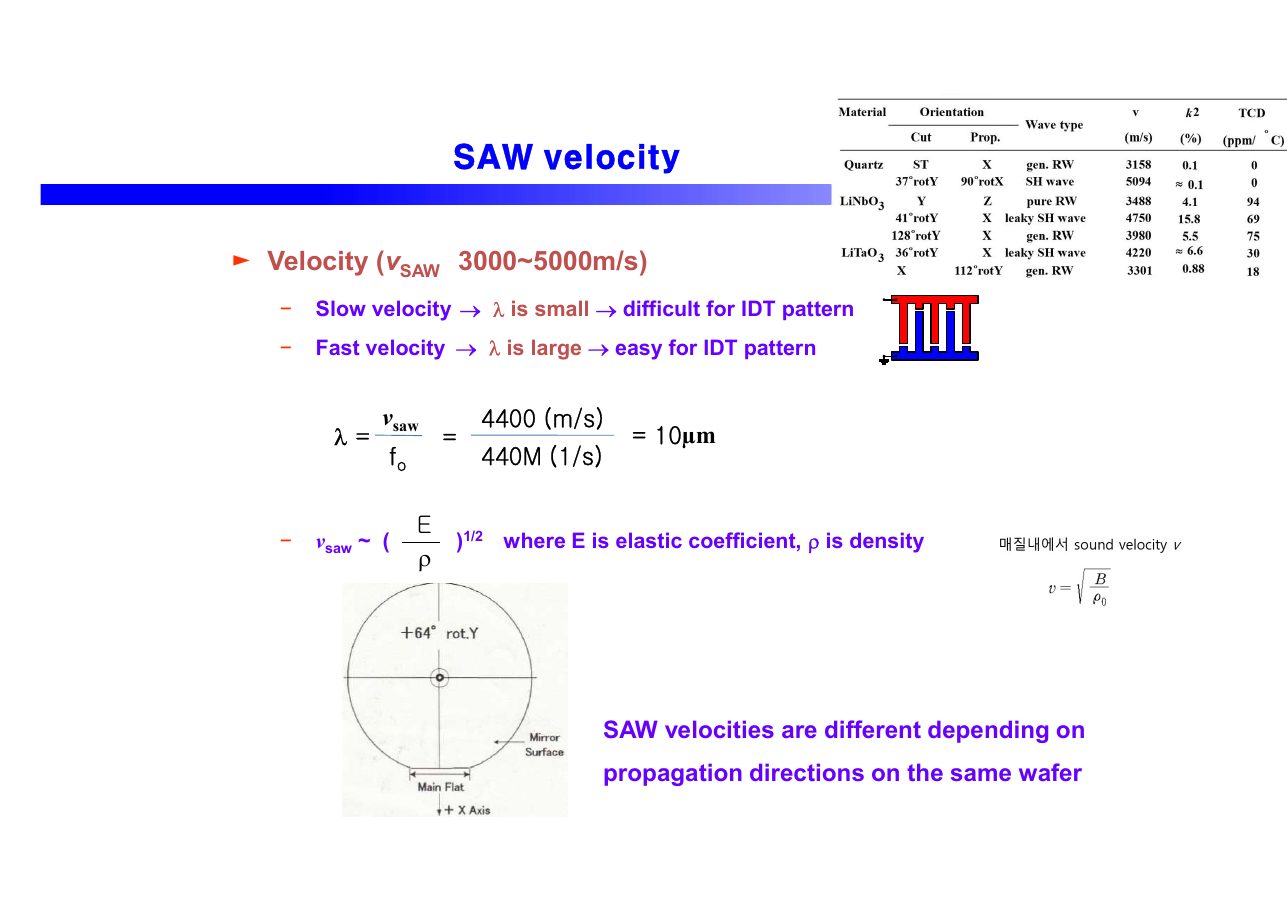 Material Orientation Wave type v k2 TCD
Cut Prop. (m/s) (%) (ppm/ °C)
Quartz ST X gen. RW 3158 0.1 0
37°rotY 90°rotX SH wave 5094 ≈ 0.1 0
LiNbO3 Y Z pure RW 3488 4.1 94
41°rotY X leaky SH wave 4750 15.8 69
128°rotY X gen. RW 3980 5.5 75
LiTaO3 36°rotY X leaky SH wave 4220 ≈ 6.6 30
X 112°rotY gen. RW 3301 0.88 18
SAW velocity
► Velocity (vSAW 3000~5000m/s)
– Slow velocity → λ is small → difficult for IDT pattern
– Fast velocity → λ is large → easy for IDT pattern
λ = vsaw / fo = 4400 (m/s) / 440M (1/s) = 10μm
– vsaw ~ ( E / ρ )1/2 where E is elastic coefficient, ρ is density
매질내에서 sound velocity v
v = √ B / ρ0
+64° rot.Y
Mirror
Surface
Main Flat
+ X Axis
SAW velocities are different depending on
propagation directions on the same wafer